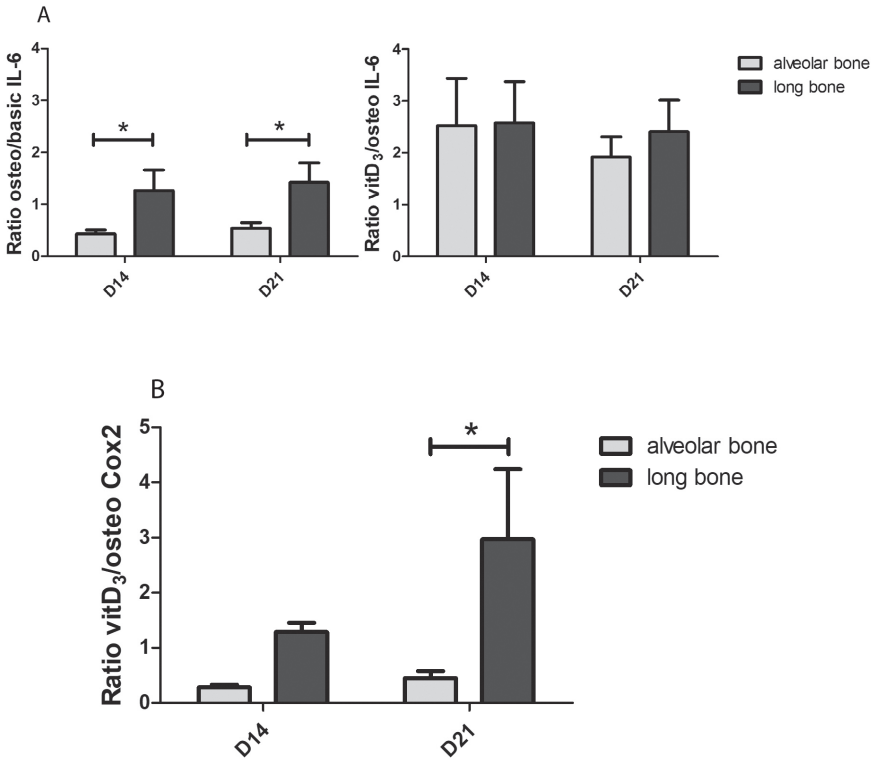 A
Ratio osteo/basic IL-6
4
3
2
1
0
*
*
D14
D21
Ratio vitD3/osteo IL-6
4
3
2
1
0
D14
D21
alveolar bone
long bone
B
Ratio vitD3/osteo Cox2
5
4
3
2
1
0
*
D14
D21
alveolar bone
long bone